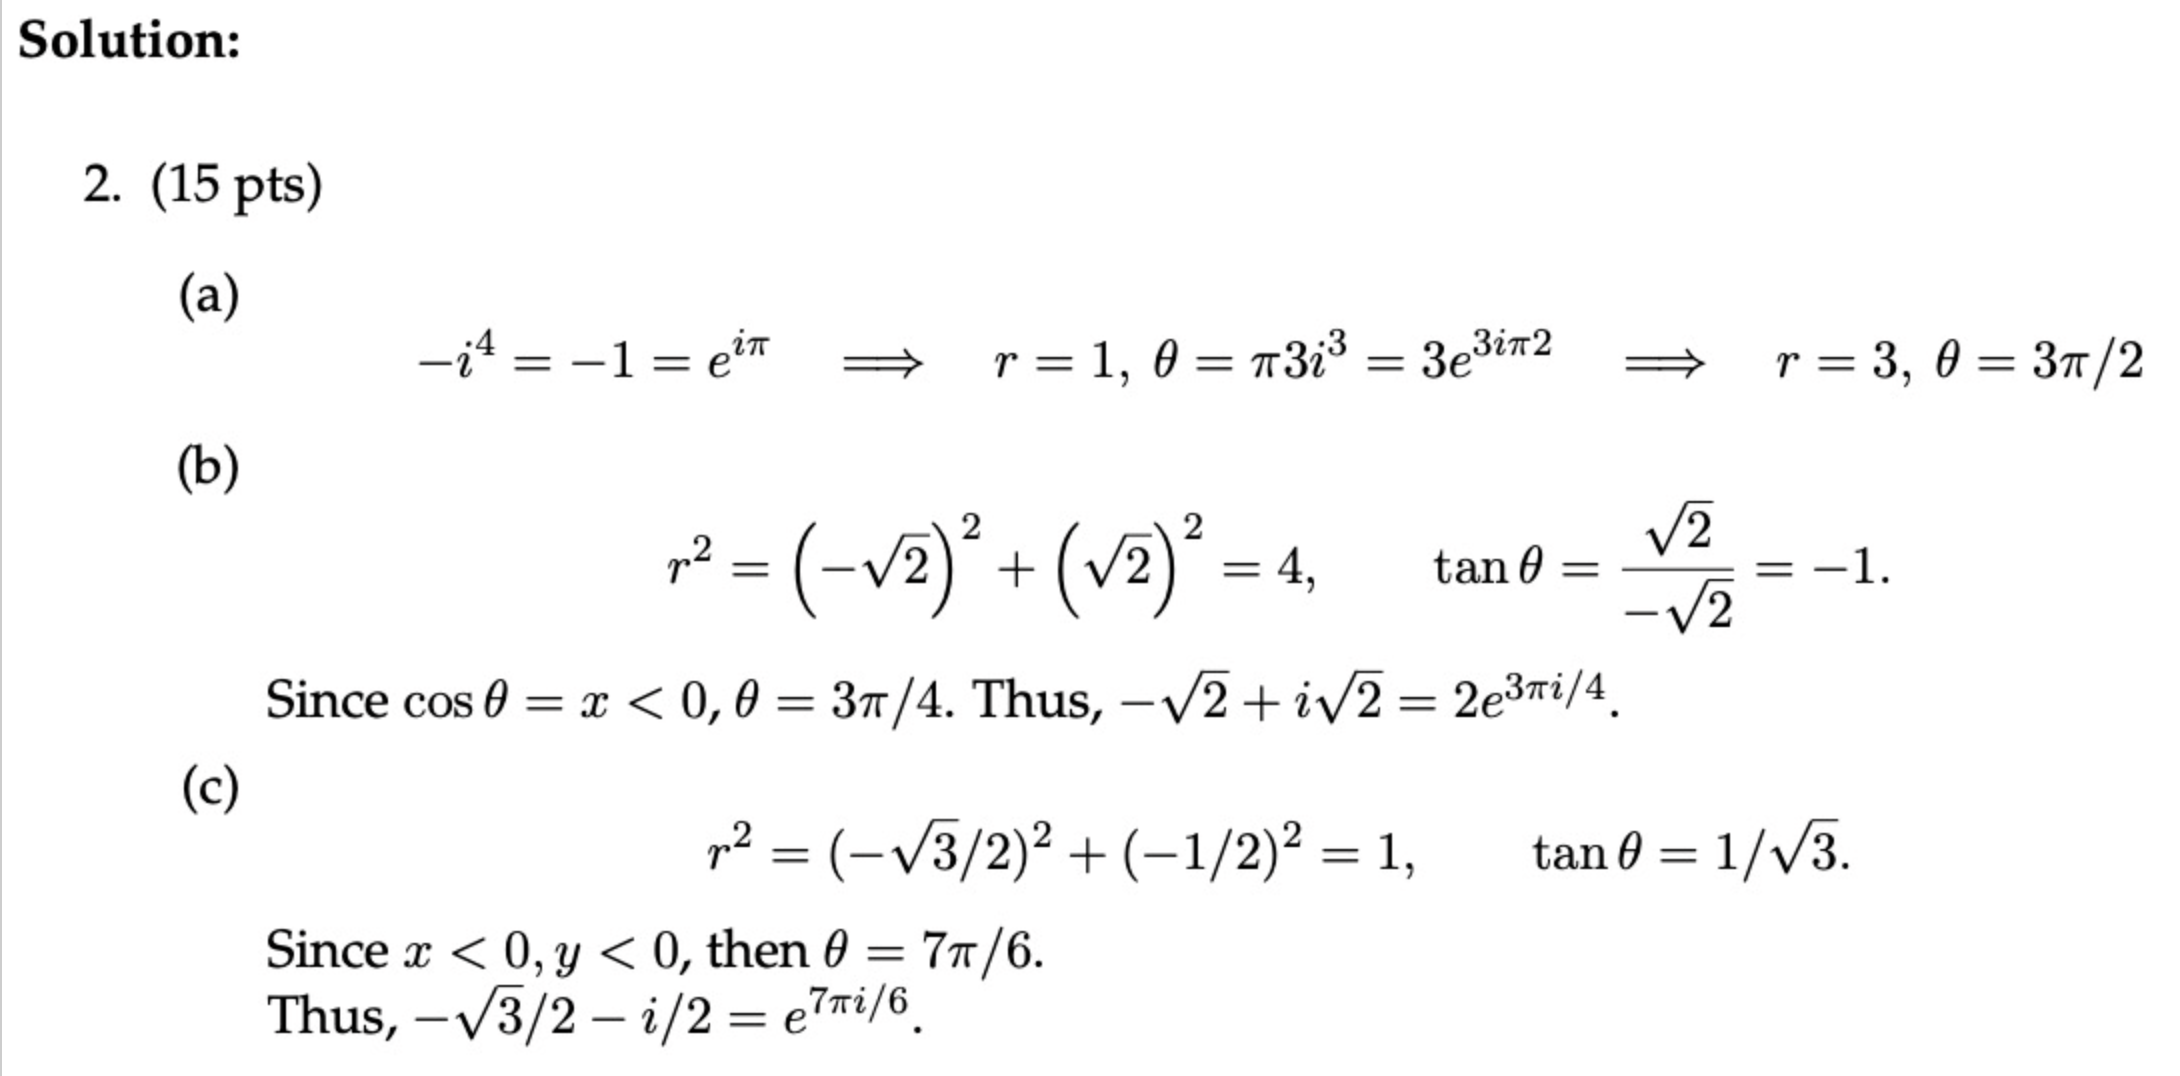 Solution:
2. (15 pts)
(a)
−i⁴ = −1 = e^{iπ} ⟹ r = 1, θ = π3i³ = 3e^{3iπ2} ⟹ r = 3, θ = 3π/2
(b)
r² = (−√2)² + (√2)² = 4, tan θ = √2/−√2 = −1.
Since cos θ = x < 0, θ = 3π/4. Thus, −√2 + i√2 = 2e^{3πi/4}.
(c)
r² = (−√3/2)² + (−1/2)² = 1, tan θ = 1/√3.
Since x < 0, y < 0, then θ = 7π/6.
Thus, −√3/2 − i/2 = e^{7πi/6}.